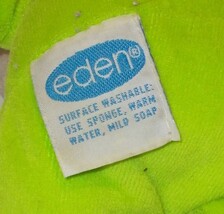 eden®
SURFACE WASHABLE:
USE SPONGE, WARM
WATER, MILD SOAP